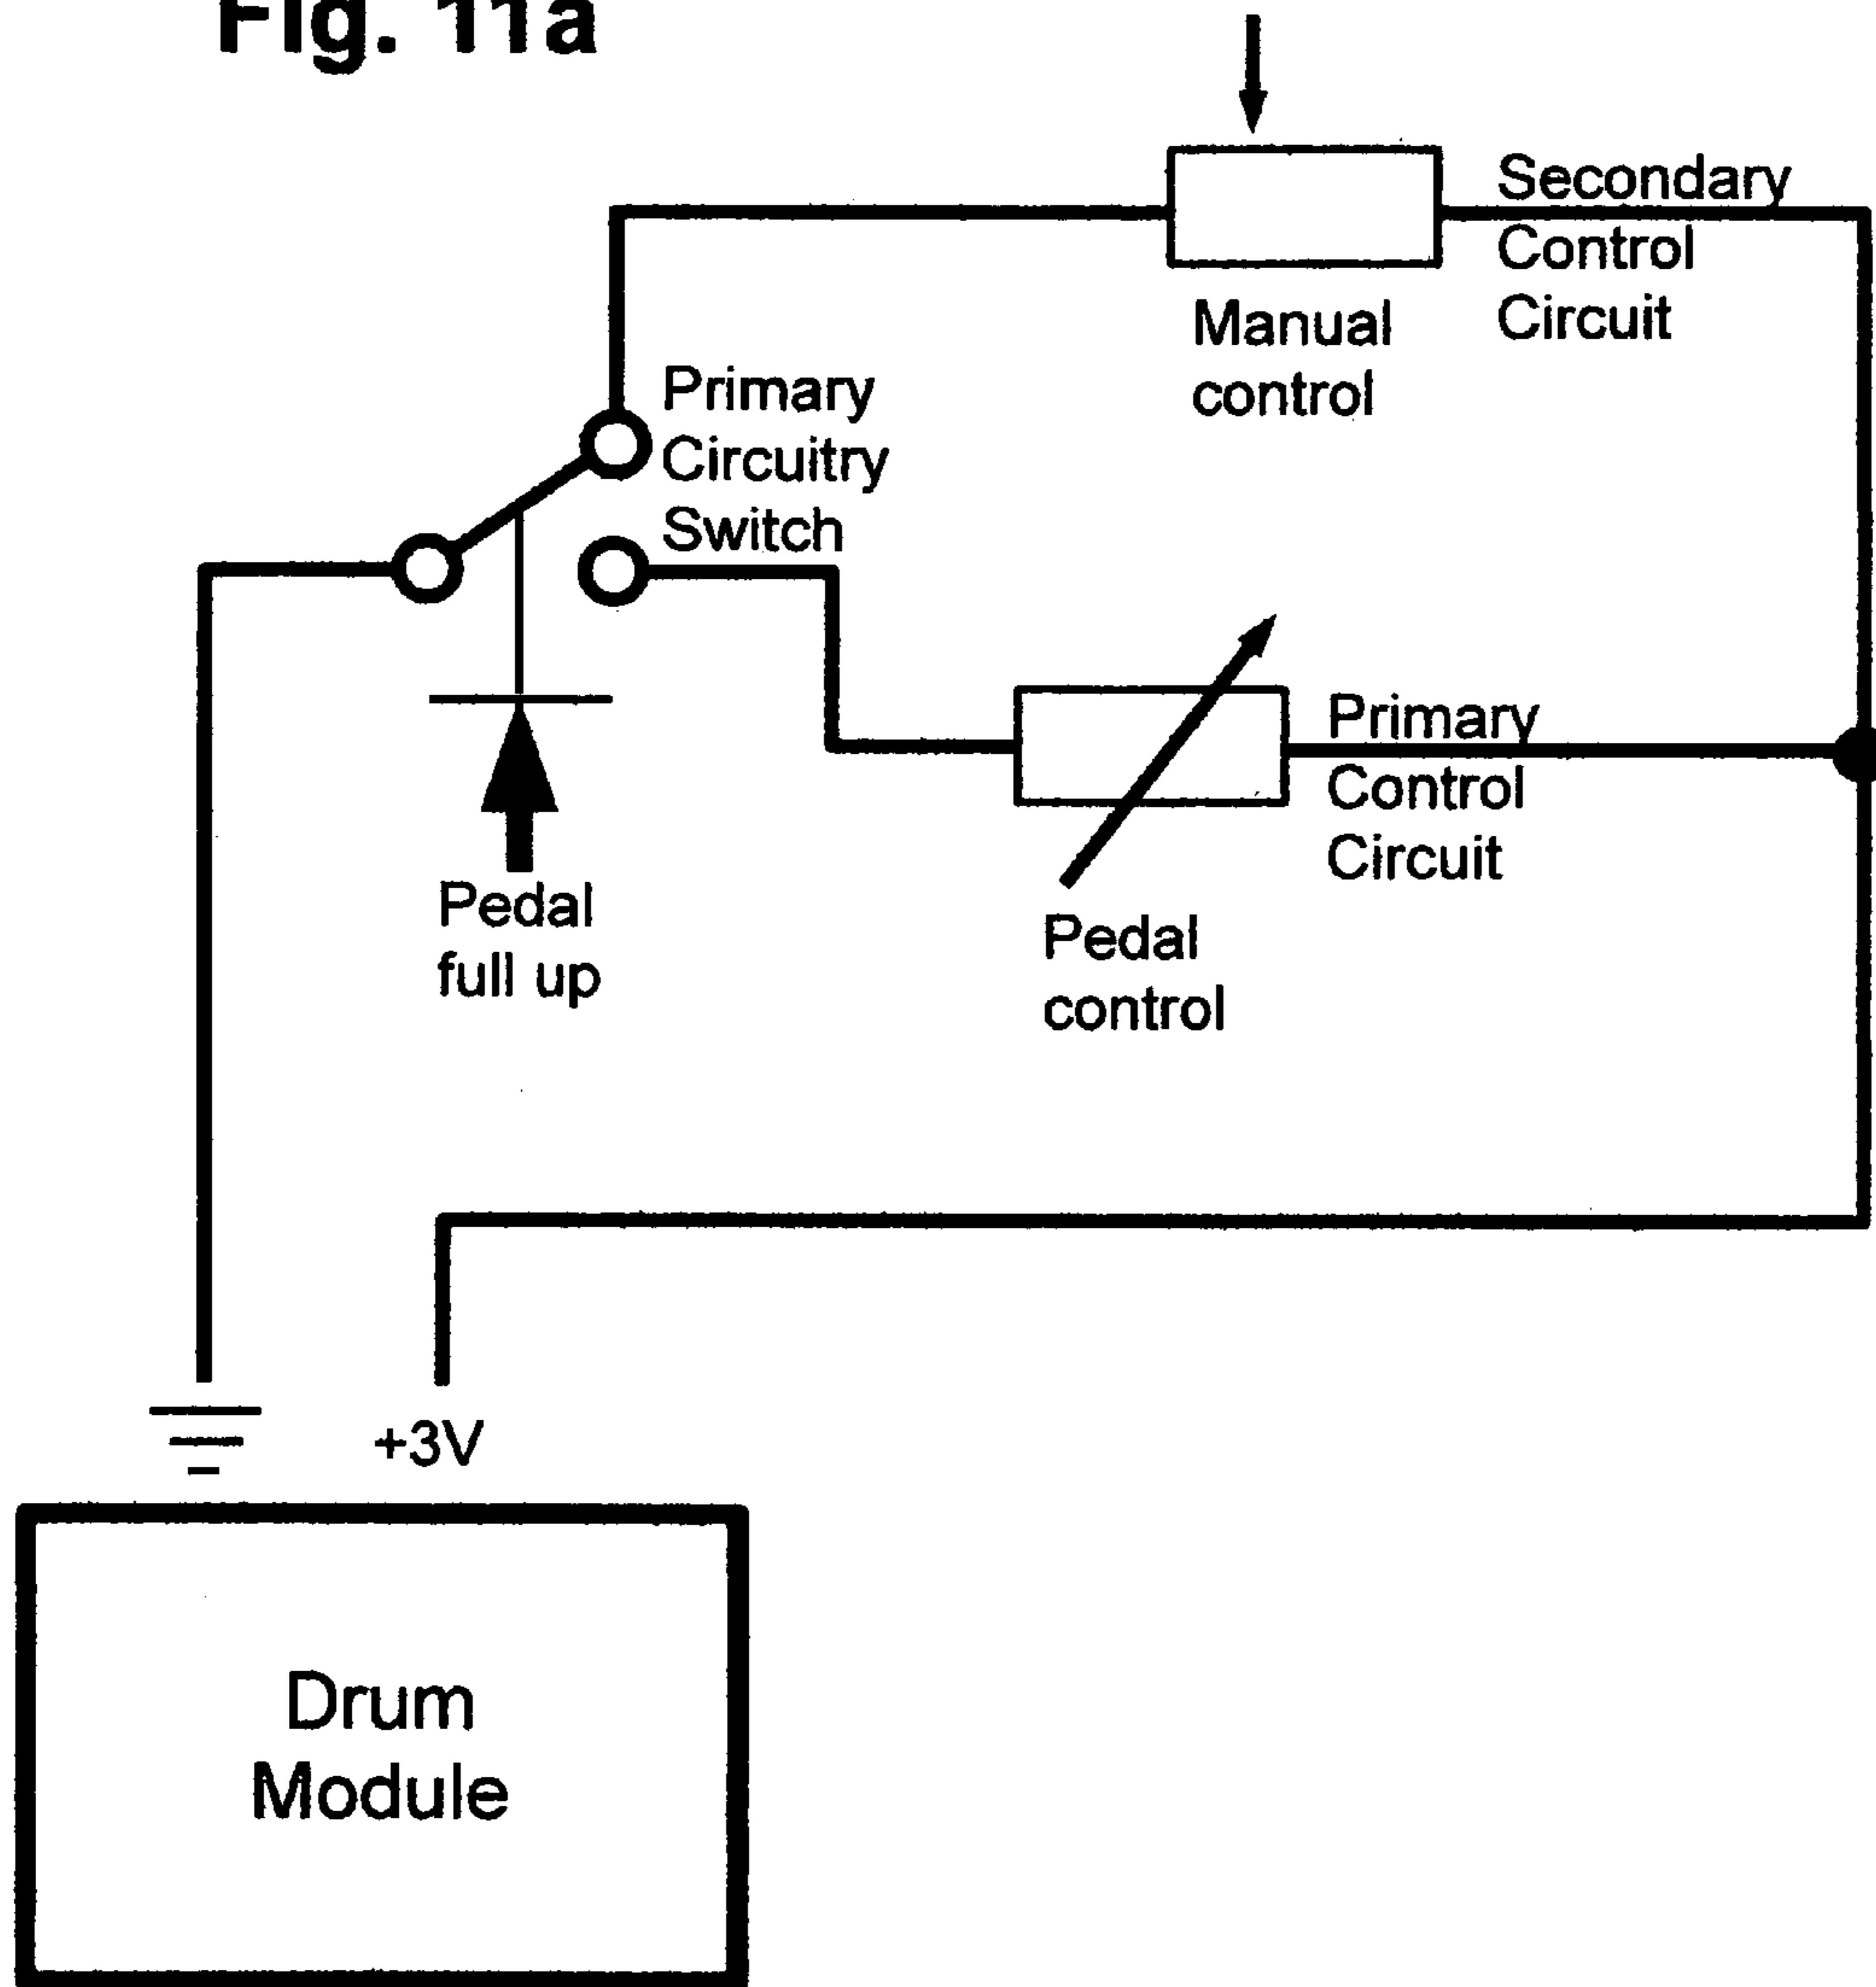 Fig. 11a
Secondary
Control
Circuit
Manual
control
Primary
Circuitry
Switch
Primary
Control
Circuit
Pedal
full up
Pedal
control
+3V
Drum
Module